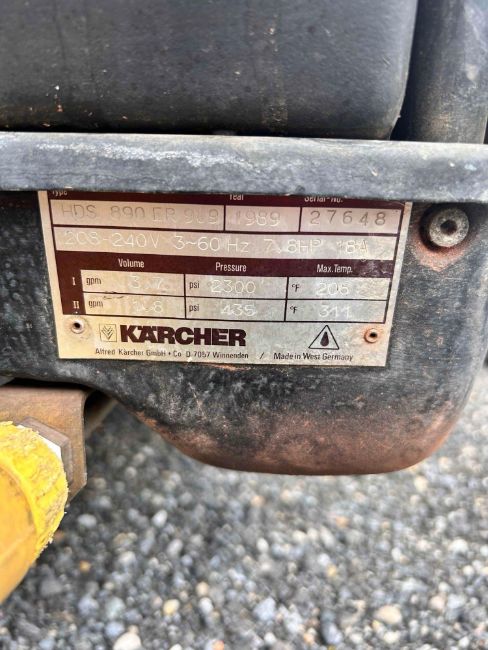 Type Year Serial-No.
HDS 890 ER 909 1989 27648
208-240V 3~60 Hz 7.8HP 18A
Volume Pressure Max.Temp.
I gpm 3.7 psi 2300 °F 208
II gpm psi 435 °F 311
KÄRCHER
Alfred Kärcher GmbH + Co D-7057 Winnenden / Made in West Germany